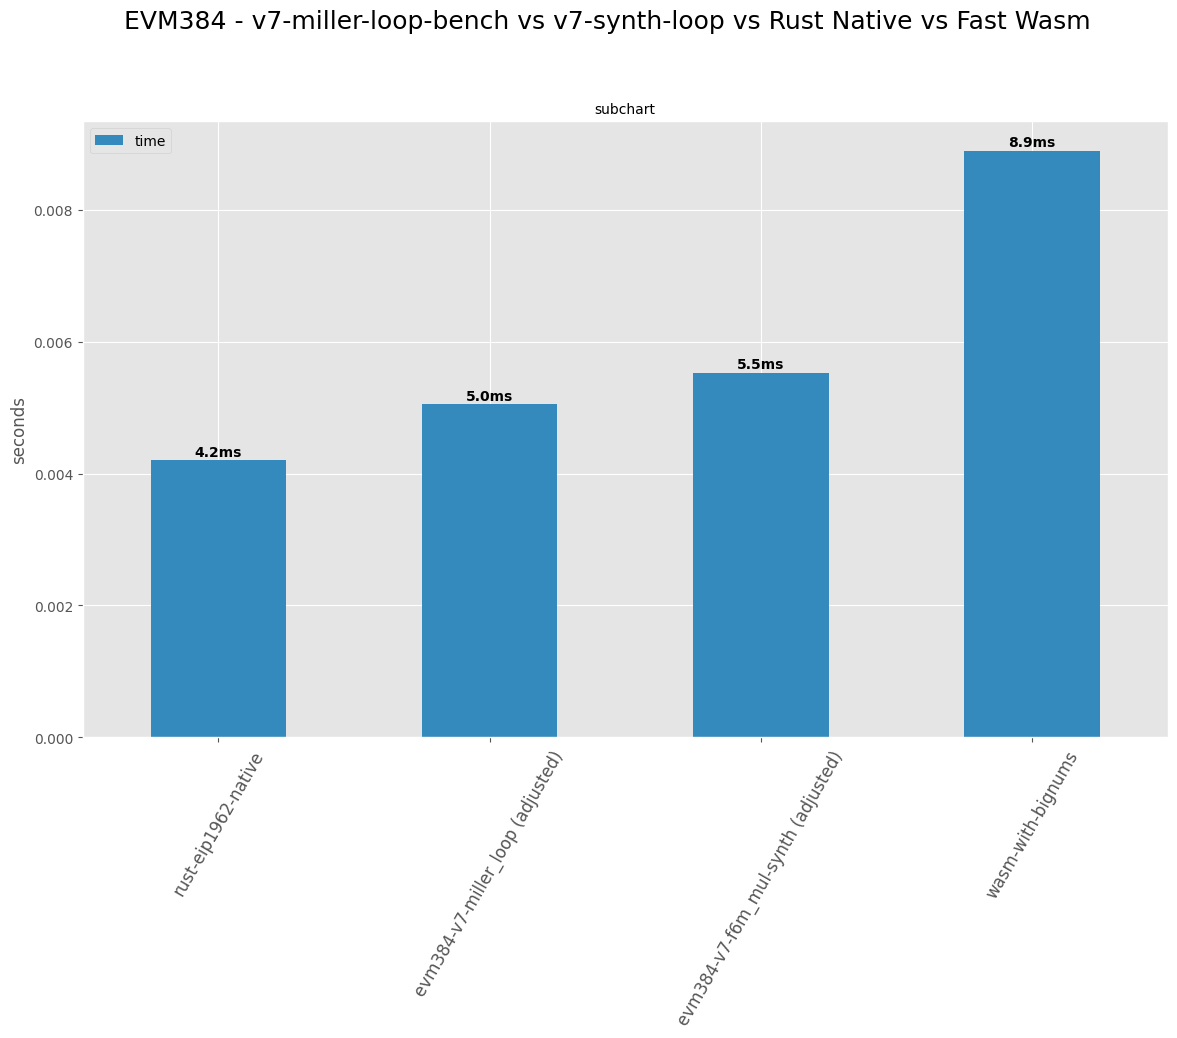 EVM384 - v7-miller-loop-bench vs v7-synth-loop vs Rust Native vs Fast Wasm
subchart
time
8.9ms
0.008
0.006
5.5ms
5.0ms
seconds
4.2ms
0.004
0.002
0.000
rust-eip1962-native
evm384-v7-miller_loop (adjusted)
evm384-v7-f6m_mul-synth (adjusted)
wasm-with-bignums